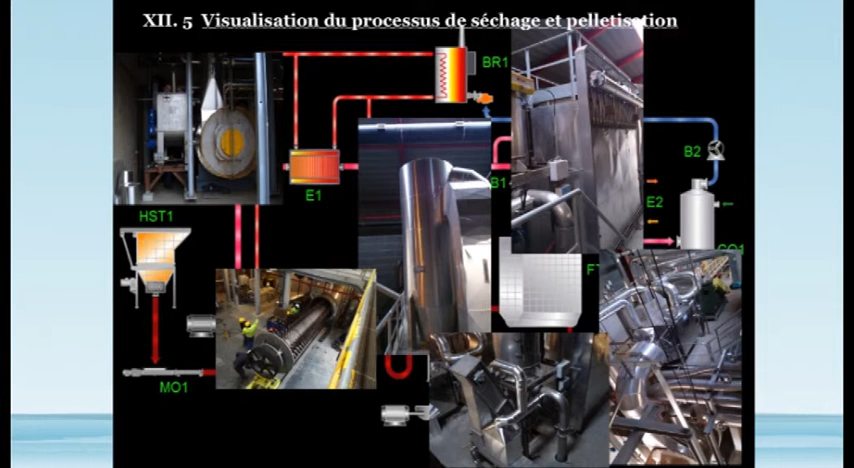 XII. 5 Visualisation du processus de séchage et pelletisation
BR1
B2
E1
B1
E2
HST1
MO1